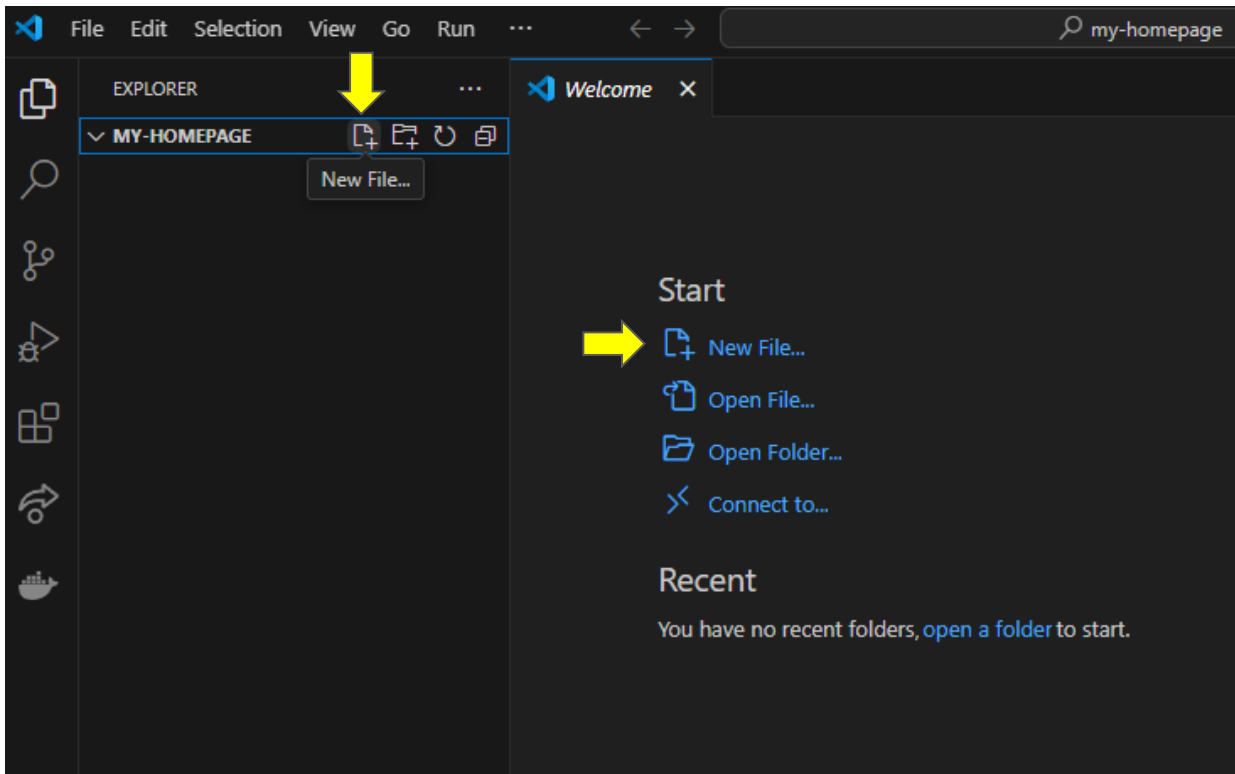 File Edit Selection View Go Run ··· my-homepage
EXPLORER ···
Welcome
MY-HOMEPAGE
New File...
Start
New File...
Open File...
Open Folder...
Connect to...
Recent
You have no recent folders, open a folder to start.